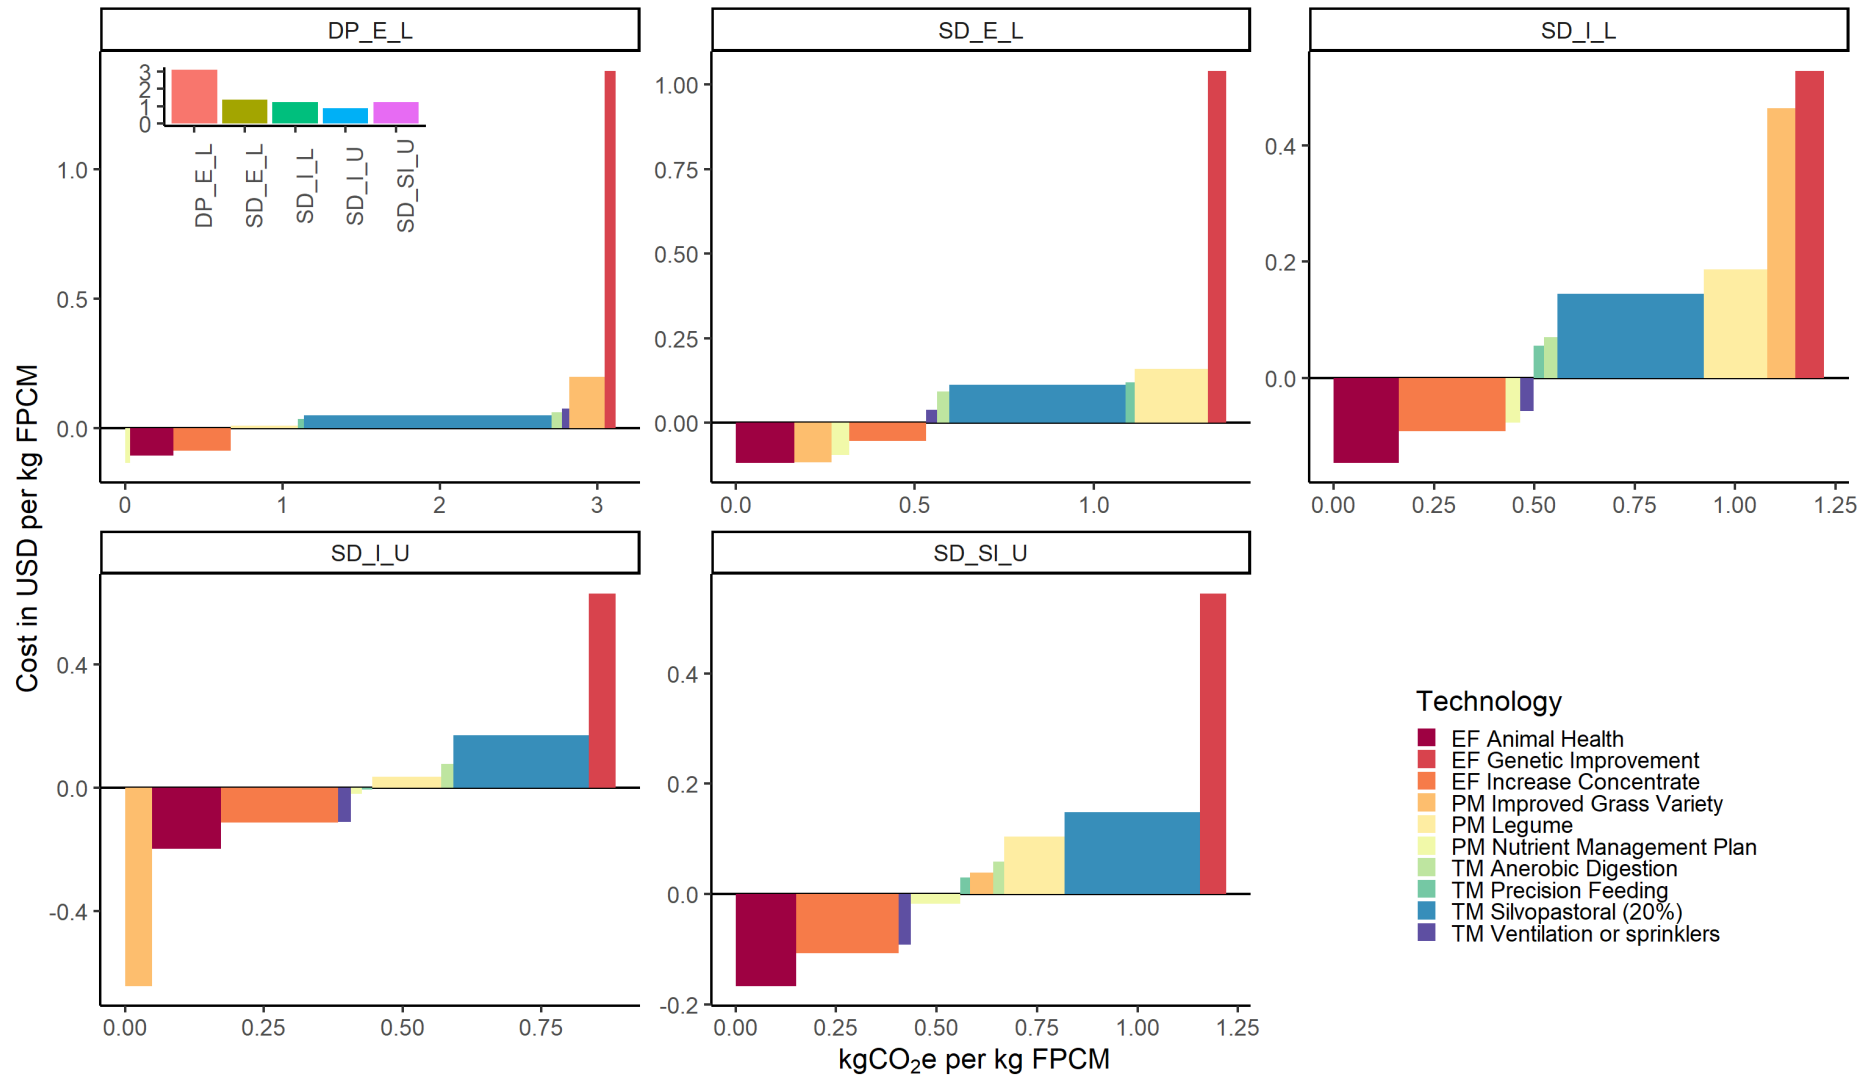 DP_E_L
SD_E_L
SD_I_L
3
2
1
0
DP_E_L
SD_E_L
SD_I_L
SD_I_U
SD_SI_U
1.0
0.5
0.0
0
1
2
3
1.00
0.75
0.50
0.25
0.00
0.0
0.5
1.0
0.4
0.2
0.0
0.00
0.25
0.50
0.75
1.00
1.25
Cost in USD per kg FPCM
SD_I_U
SD_SI_U
0.4
0.0
-0.4
0.00
0.25
0.50
0.75
0.4
0.2
0.0
-0.2
0.00
0.25
0.50
0.75
1.00
1.25
kgCO₂e per kg FPCM
Technology
EF Animal Health
EF Genetic Improvement
EF Increase Concentrate
PM Improved Grass Variety
PM Legume
PM Nutrient Management Plan
TM Anerobic Digestion
TM Precision Feeding
TM Silvopastoral (20%)
TM Ventilation or sprinklers